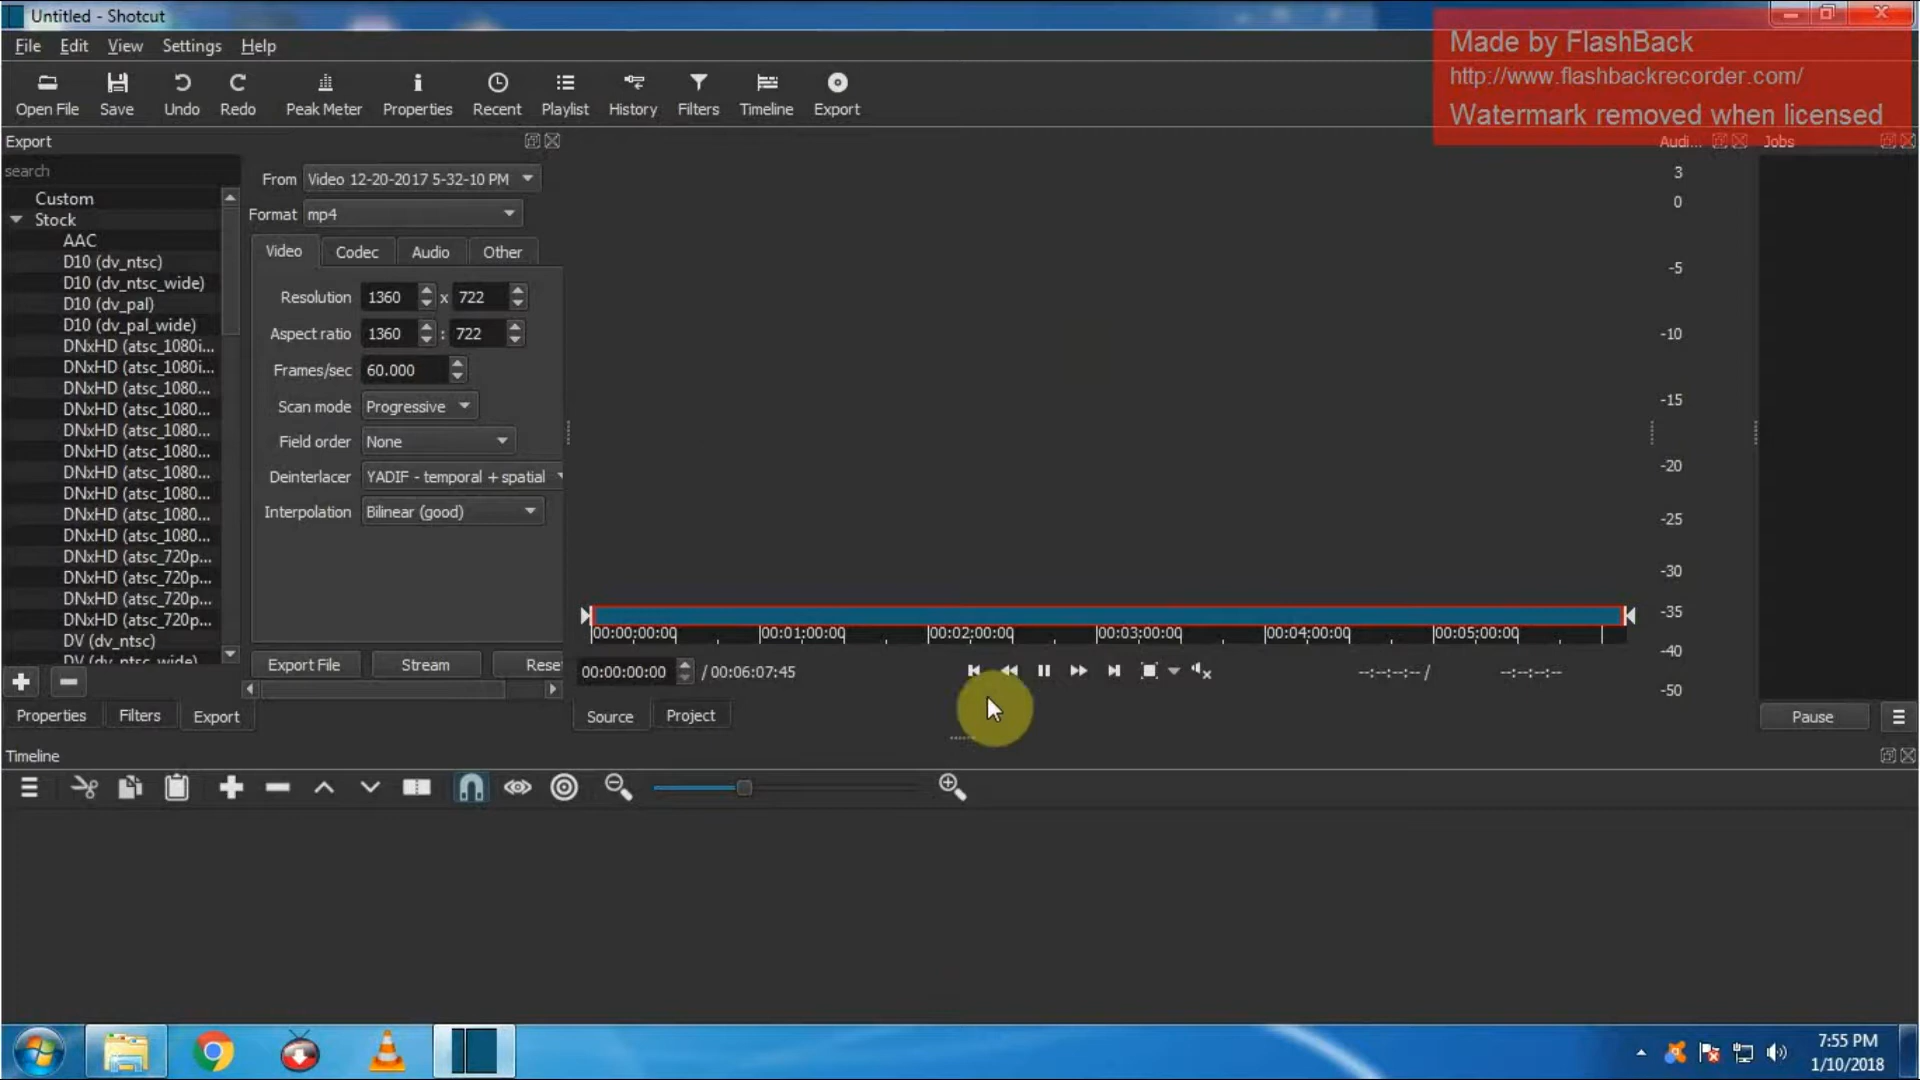 Untitled - Shotcut
Made by FlashBack
http://www.flashbackrecorder.com/
Watermark removed when licensed
File Edit View Settings Help
Open File Save Undo Redo Peak Meter Properties Recent Playlist History Filters Timeline Export
Export
Audi... Jobs
search
Custom
Stock
AAC
D10 (dv_ntsc)
D10 (dv_ntsc_wide)
D10 (dv_pal)
D10 (dv_pal_wide)
DNxHD (atsc_1080i...
DNxHD (atsc_1080i...
DNxHD (atsc_1080...
DNxHD (atsc_1080...
DNxHD (atsc_1080...
DNxHD (atsc_1080...
DNxHD (atsc_1080...
DNxHD (atsc_1080...
DNxHD (atsc_1080...
DNxHD (atsc_1080...
DNxHD (atsc_720p...
DNxHD (atsc_720p...
DNxHD (atsc_720p...
DNxHD (atsc_720p...
DV (dv_ntsc)
DV (dv_ntsc_wide)
From Video 12-20-2017 5-32-10 PM
Format mp4
Video Codec Audio Other
Resolution 1360 x 722
Aspect ratio 1360 : 722
Frames/sec 60.000
Scan mode Progressive
Field order None
Deinterlacer YADIF - temporal + spatial
Interpolation Bilinear (good)
Export File Stream Rese
3
0
-5
-10
-15
-20
-25
-30
-35
-40
-50
00:00:00:00 00:01:00:00 00:02:00:00 00:03:00:00 00:04:00:00 00:05:00:00
00:00:00:00 / 00:06:07:45 --:--:--:-- / --:--:--:--
Properties Filters Export
Source Project
Pause
Timeline
7:55 PM
1/10/2018